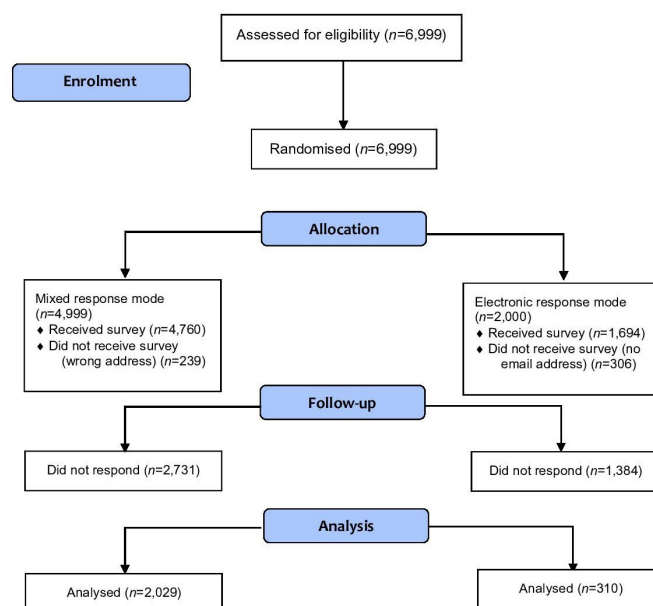 Assessed for eligibility (n=6,999)
Enrolment
Randomised (n=6,999)
Allocation
Mixed response mode
(n=4,999)
♦ Received survey (n=4,760)
♦ Did not receive survey
(wrong address) (n=239)
Electronic response mode
(n=2,000)
♦ Received survey (n=1,694)
♦ Did not receive survey (no
email address) (n=306)
Follow-up
Did not respond (n=2,731)
Did not respond (n=1,384)
Analysis
Analysed (n=2,029)
Analysed (n=310)